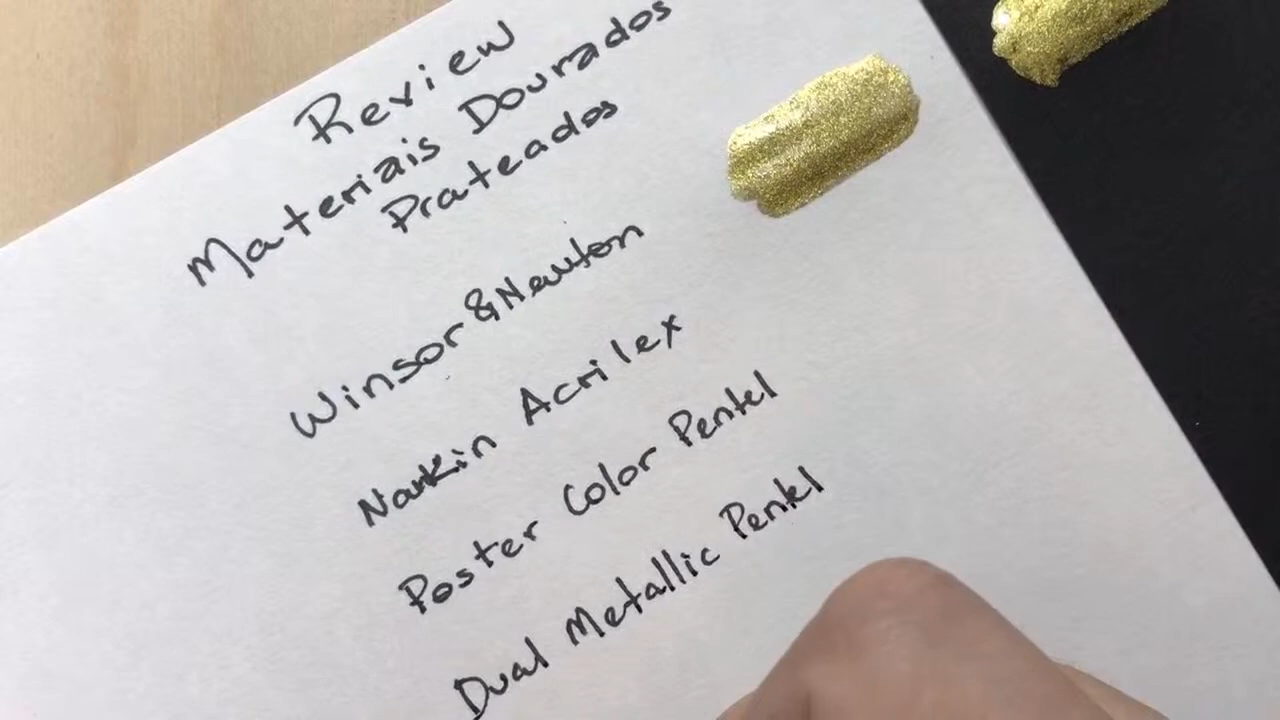 Review
Materiais Dourados
Prateados
Winsor & Newton
Nankin Acrilex
Poster Color Pentel
Dual Metallic Pentel